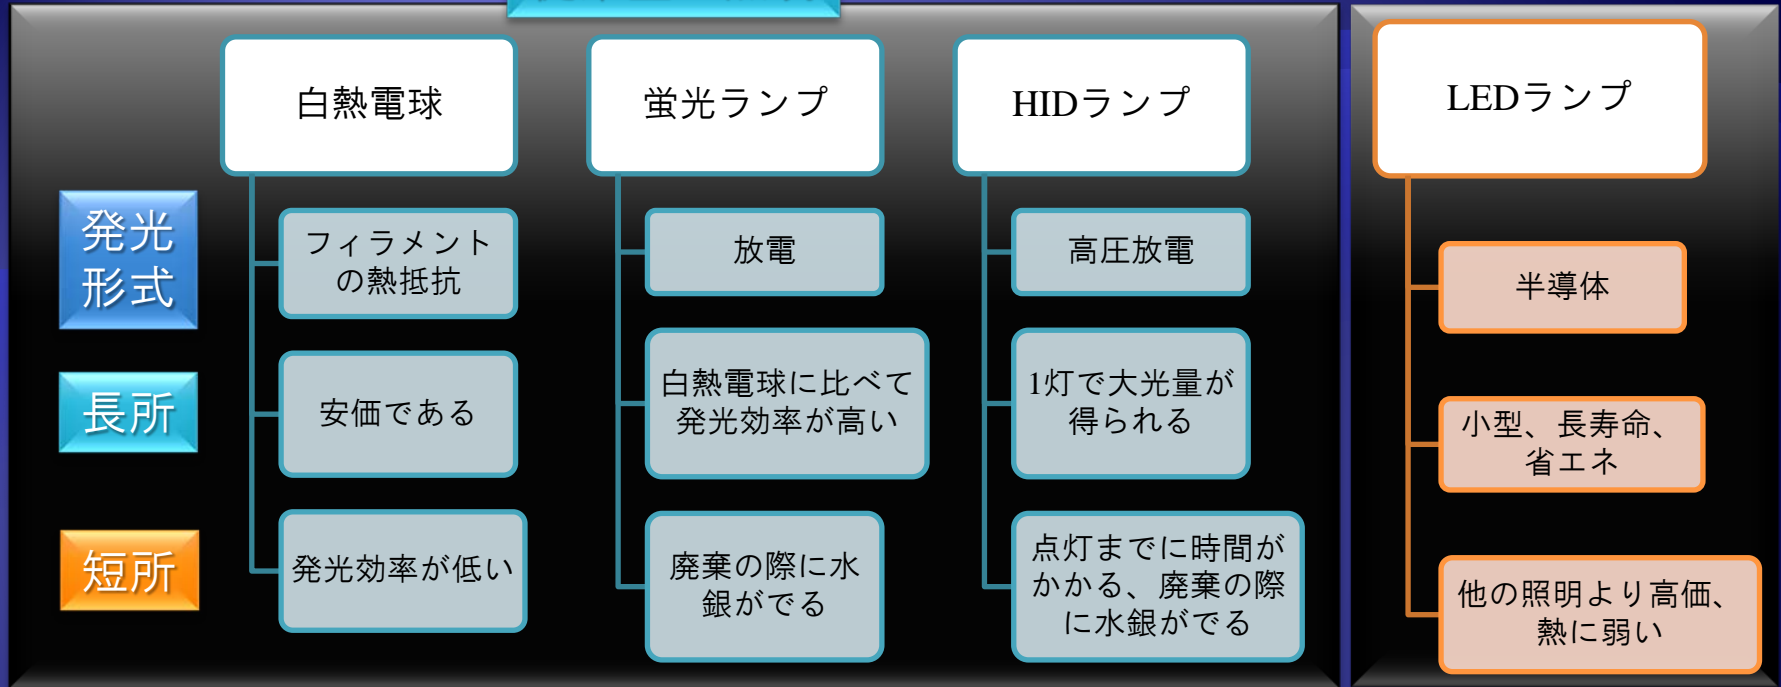 白熱電球
蛍光ランプ
HIDランプ
LEDランプ
発光
形式
フィラメント
の熱抵抗
放電
高圧放電
半導体
長所
安価である
白熱電球に比べて
発光効率が高い
1灯で大光量が
得られる
小型、長寿命、
省エネ
短所
発光効率が低い
廃棄の際に水
銀がでる
点灯までに時間が
かかる、廃棄の際
に水銀がでる
他の照明より高価、
熱に弱い